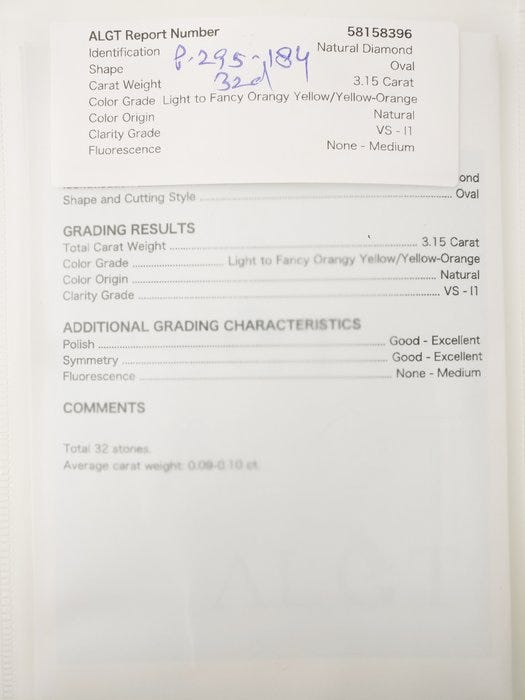 ALGT Report Number 58158396
Identification Natural Diamond
Shape Oval
Carat Weight 3.15 Carat
Color Grade Light to Fancy Orangy Yellow/Yellow-Orange
Color Origin Natural
Clarity Grade VS - I1
Fluorescence None - Medium
P.295-184
32d
ond
Shape and Cutting Style Oval
GRADING RESULTS
Total Carat Weight 3.15 Carat
Color Grade Light to Fancy Orangy Yellow/Yellow-Orange
Color Origin Natural
Clarity Grade VS - I1
ADDITIONAL GRADING CHARACTERISTICS
Polish Good - Excellent
Symmetry Good - Excellent
Fluorescence None - Medium
COMMENTS
Total 32 stones.
Average carat weight: 0.09-0.10 ct.
ALGT